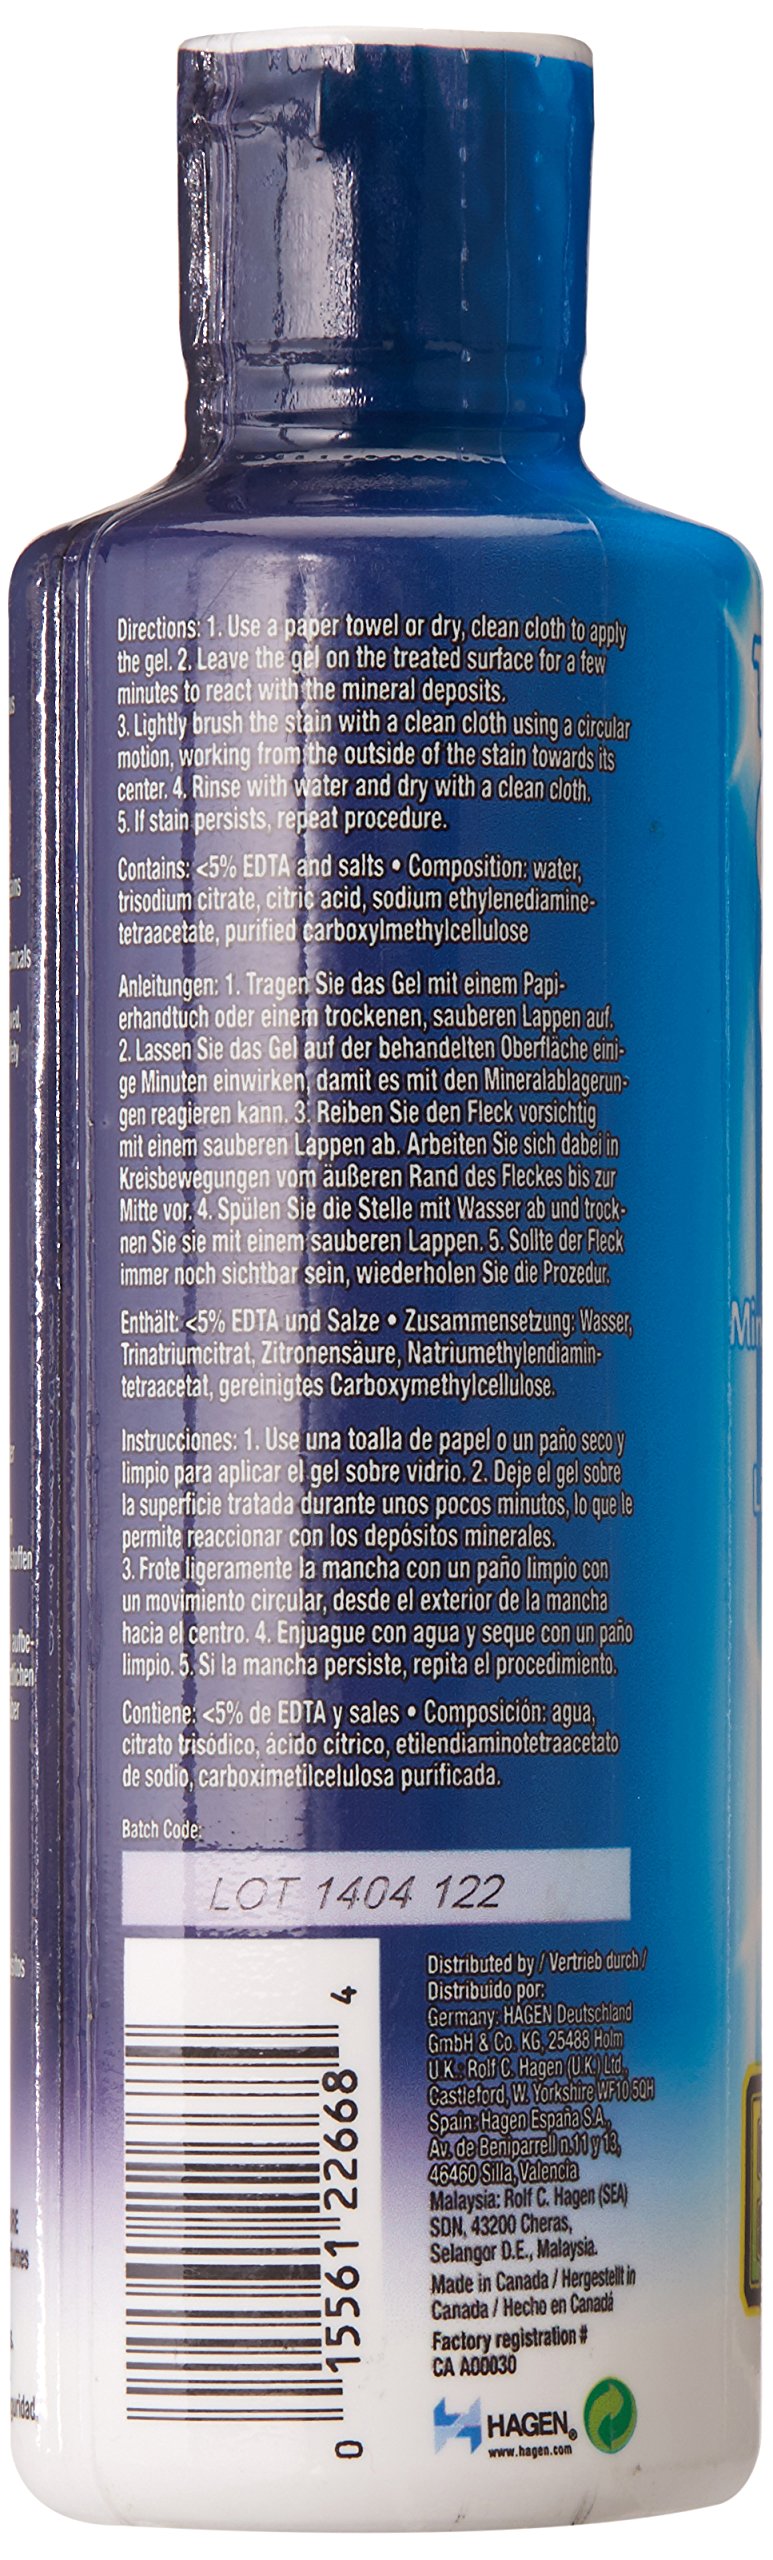 Directions: 1. Use a paper towel or dry, clean cloth to apply
the gel. 2. Leave the gel on the treated surface for a few
minutes to react with the mineral deposits.
3. Lightly brush the stain with a clean cloth using a circular
motion, working from the outside of the stain towards its
center. 4. Rinse with water and dry with a clean cloth.
5. If stain persists, repeat procedure.
Contains: <5% EDTA and salts • Composition: water,
trisodium citrate, citric acid, sodium ethylenediamine-
tetraacetate, purified carboxylmethylcellulose
Anleitungen: 1. Tragen Sie das Gel mit einem Papi-
erhandtuch oder einem trockenen, sauberen Lappen auf.
2. Lassen Sie das Gel auf der behandelten Oberfläche eini-
ge Minuten einwirken, damit es mit den Mineralablagerun-
gen reagieren kann. 3. Reiben Sie den Fleck vorsichtig
mit einem sauberen Lappen ab. Arbeiten Sie sich dabei in
Kreisbewegungen vom äußeren Rand des Fleckes bis zur
Mitte vor. 4. Spülen Sie die Stelle mit Wasser ab und trock-
nen Sie sie mit einem sauberen Lappen. 5. Sollte der Fleck
immer noch sichtbar sein, wiederholen Sie die Prozedur.
Enthält: <5% EDTA und Salze • Zusammensetzung: Wasser,
Trinatriumcitrat, Zitronensäure, Natriumethylendiamin-
tetraacetat, gereinigtes Carboxymethylcellulose.
Instrucciones: 1. Use una toalla de papel o un paño seco y
limpio para aplicar el gel sobre vidrio. 2. Deje el gel sobre
la superficie tratada durante unos pocos minutos, lo que le
permite reaccionar con los depósitos minerales.
3. Frote ligeramente la mancha con un paño limpio con
un movimiento circular, desde el exterior de la mancha
hacia el centro. 4. Enjuague con agua y seque con un paño
limpio. 5. Si la mancha persiste, repita el procedimiento.
Contiene: <5% de EDTA y sales • Composición: agua,
citrato trisódico, ácido cítrico, etilendiaminotetraacetato
de sodio, carboximetilcelulosa purificada.
Batch Code:
LOT 1404 122
0 15561 22668 4
Distributed by / Vertrieb durch /
Distribuido por:
Germany: HAGEN Deutschland
GmbH & Co. KG, 25488 Holm
U.K.: Rolf C. Hagen (U.K.) Ltd.,
Castleford, W. Yorkshire WF10 5QH
Spain: Hagen España S.A.,
Av. de Beniparrell n.11 y 13,
46460 Silla, Valencia
Malaysia: Rolf C. Hagen (SEA)
SDN, 43200 Cheras,
Selangor D.E., Malaysia.
Made in Canada / Hergestellt in
Canada / Hecho en Canadá
Factory registration #
CA A00030
HAGEN®
www.hagen.com